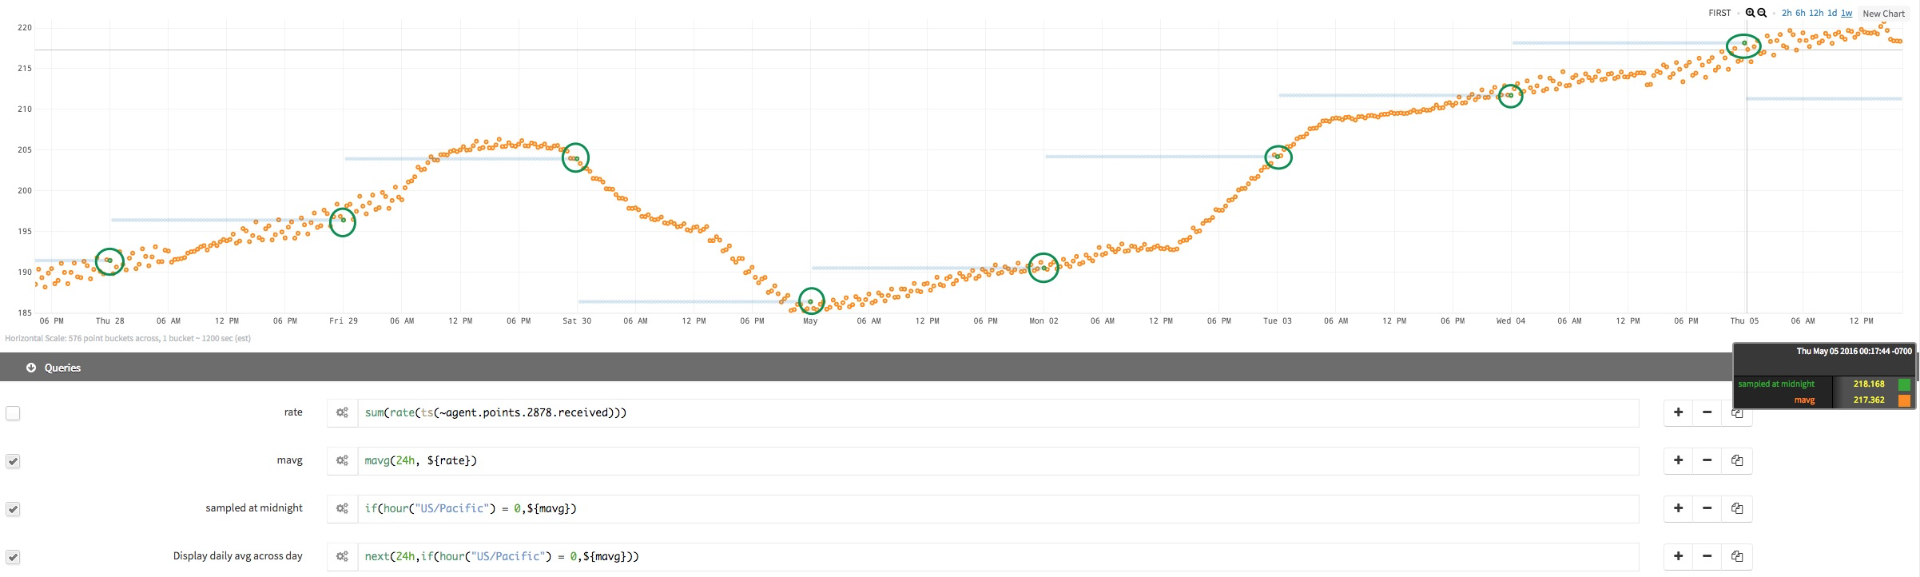 FIRST - - 2h 6h 12h 1d 1w New Chart
220
215
210
205
200
195
190
185
06 PM Thu 28 06 AM 12 PM 06 PM Fri 29 06 AM 12 PM 06 PM Sat 30 06 AM 12 PM 06 PM May 06 AM 12 PM 06 PM Mon 02 06 AM 12 PM 06 PM Tue 03 06 AM 12 PM 06 PM Wed 04 06 AM 12 PM 06 PM Thu 05 06 AM 12 PM
Horizontal Scale: 576 point buckets across, 1 bucket ~ 1200 sec (est)
Thu May 05 2016 00:17:44 -0700
sampled at midnight 218.168
mavg 217.362
Queries
rate sum(rate(ts(~agent.points.2878.received)))
mavg mavg(24h, ${rate})
sampled at midnight if(hour("US/Pacific") = 0,${mavg})
Display daily avg across day next(24h,if(hour("US/Pacific") = 0,${mavg}))